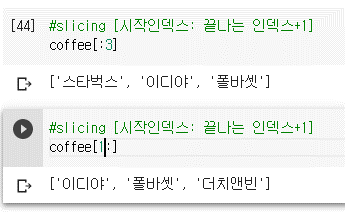 [44] #slicing [시작인덱스: 끝나는 인덱스+1]
coffee[:3]
['스타벅스', '이디야', '폴바셋']
#slicing [시작인덱스: 끝나는 인덱스+1]
coffee[1:]
['이디야', '폴바셋', '더치앤빈']